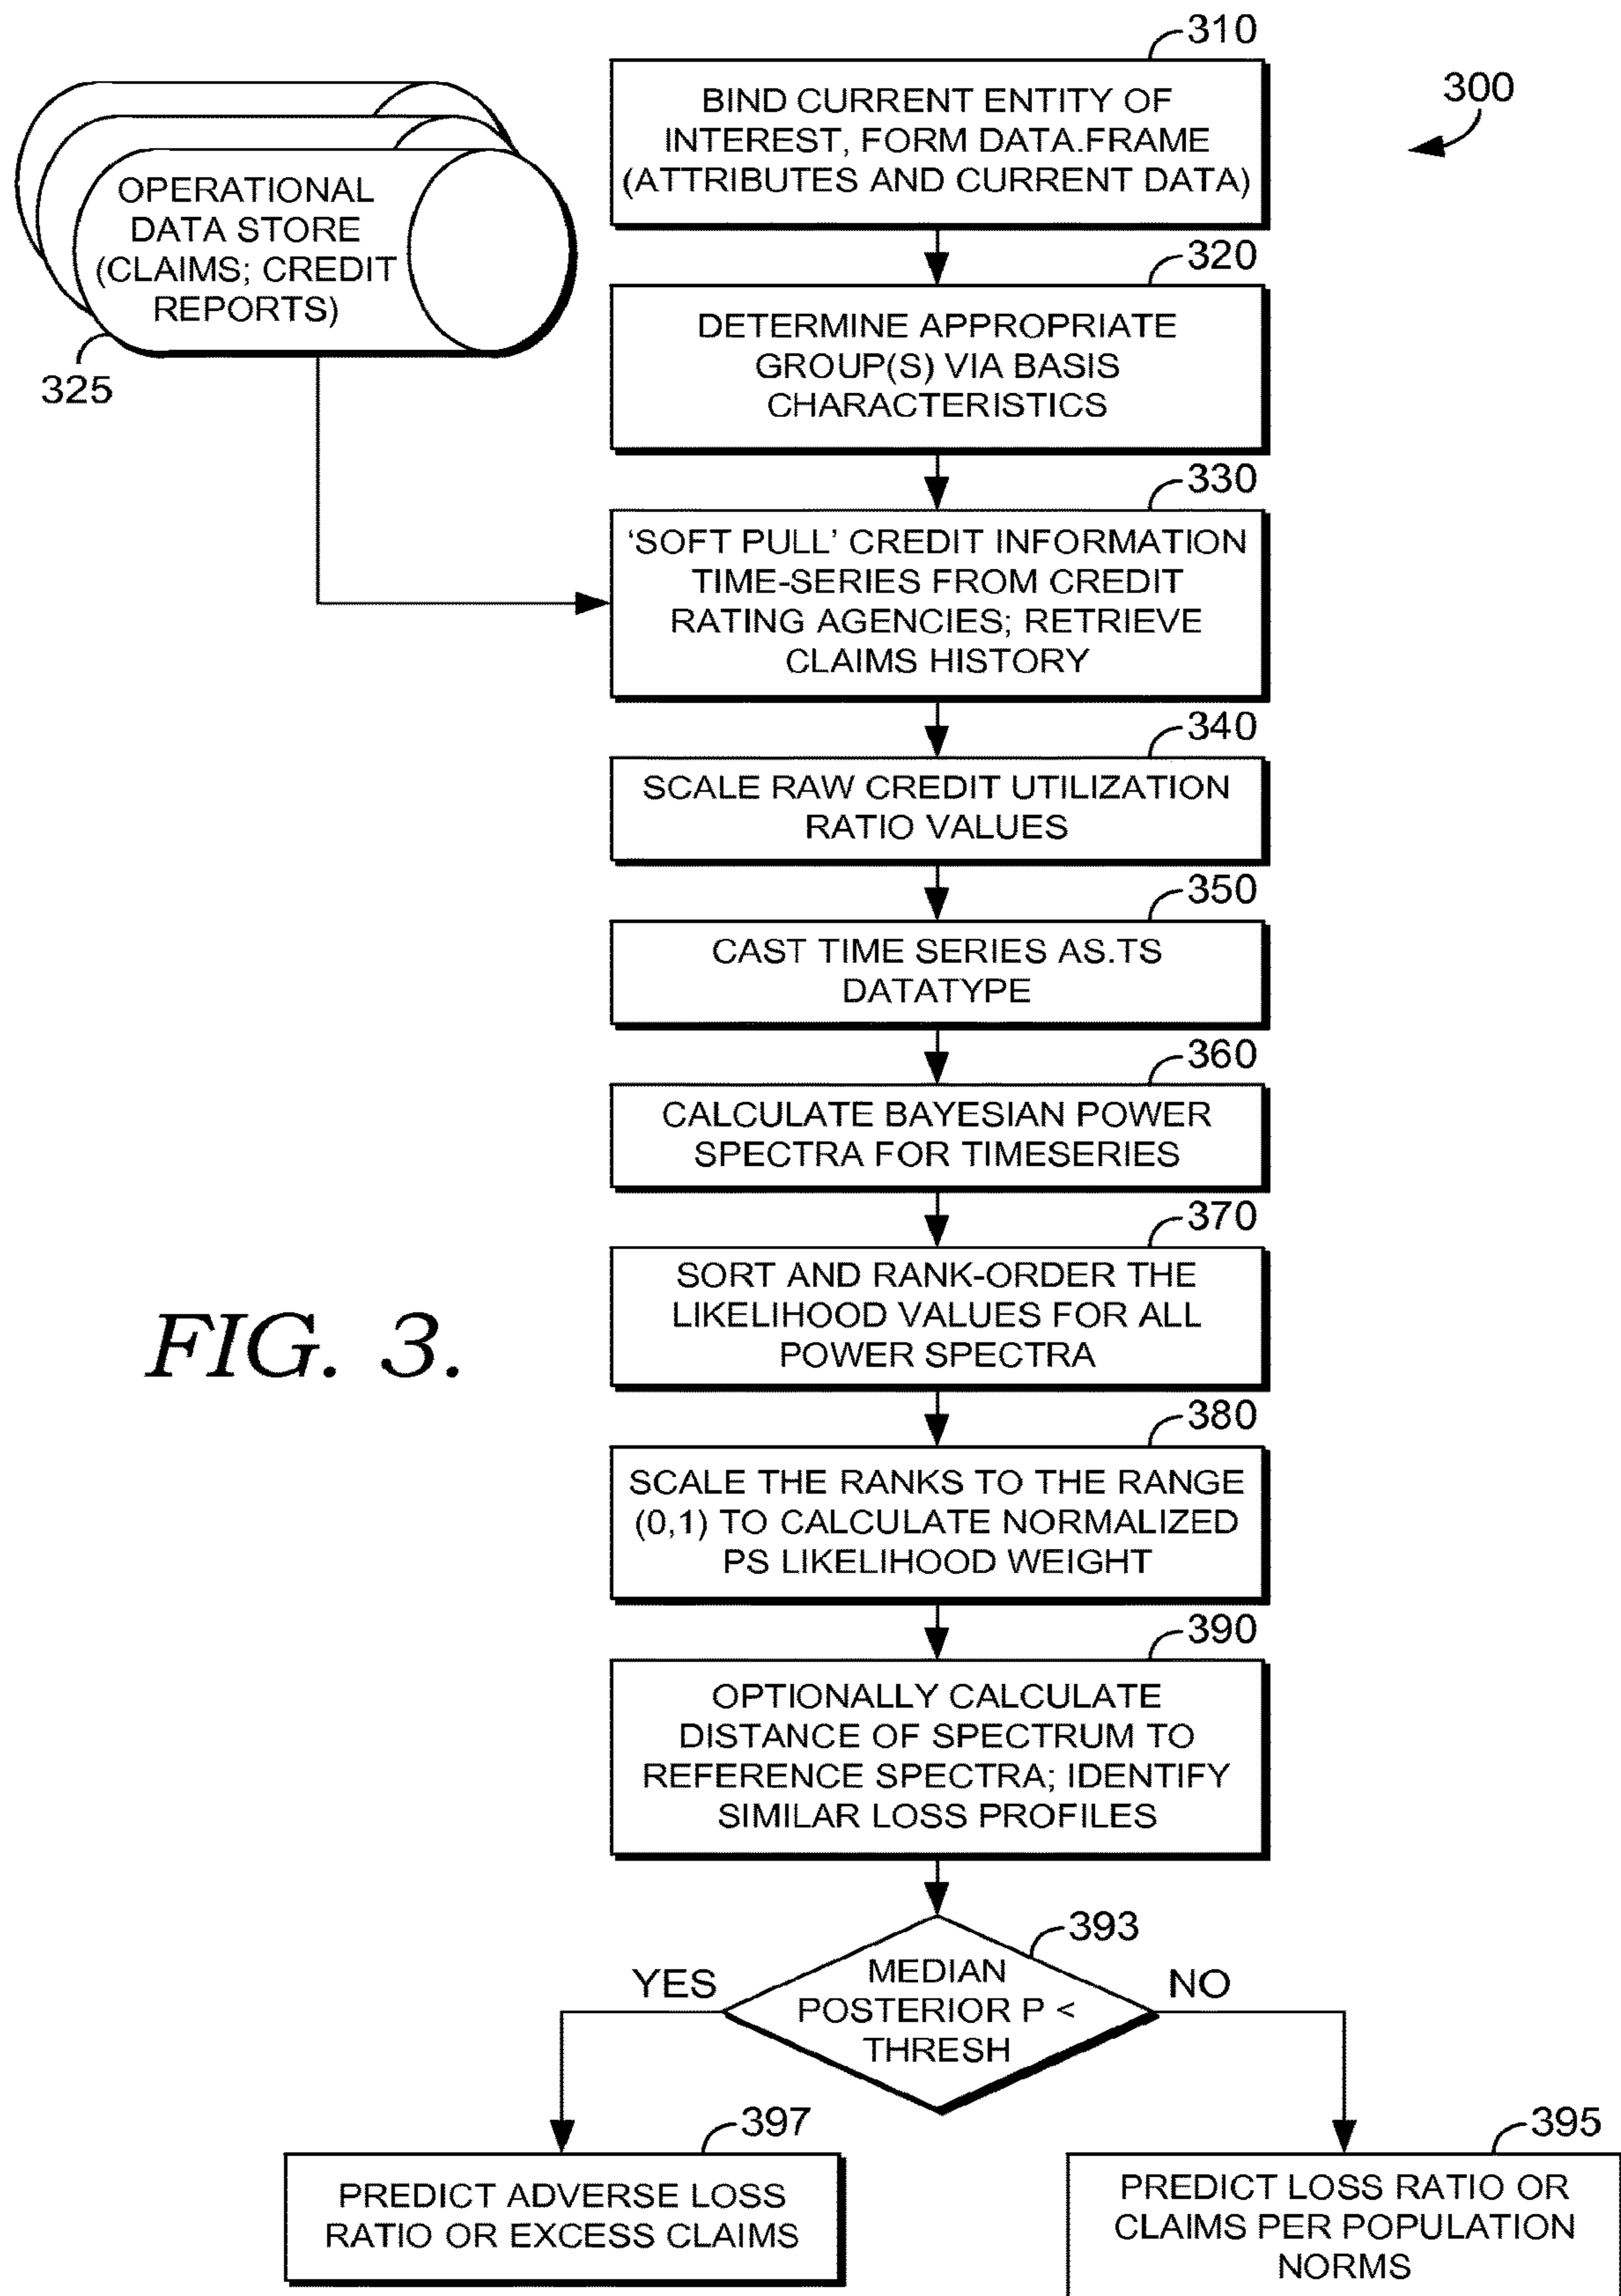 310
BIND CURRENT ENTITY OF
INTEREST, FORM DATA.FRAME
(ATTRIBUTES AND CURRENT DATA)
300
OPERATIONAL
DATA STORE
(CLAIMS; CREDIT
REPORTS)
325
320
DETERMINE APPROPRIATE
GROUP(S) VIA BASIS
CHARACTERISTICS
330
‘SOFT PULL’ CREDIT INFORMATION
TIME-SERIES FROM CREDIT
RATING AGENCIES; RETRIEVE
CLAIMS HISTORY
340
SCALE RAW CREDIT UTILIZATION
RATIO VALUES
350
CAST TIME SERIES AS.TS
DATATYPE
360
CALCULATE BAYESIAN POWER
SPECTRA FOR TIMESERIES
370
SORT AND RANK-ORDER THE
LIKELIHOOD VALUES FOR ALL
POWER SPECTRA
FIG. 3.
380
SCALE THE RANKS TO THE RANGE
(0,1) TO CALCULATE NORMALIZED
PS LIKELIHOOD WEIGHT
390
OPTIONALLY CALCULATE
DISTANCE OF SPECTRUM TO
REFERENCE SPECTRA; IDENTIFY
SIMILAR LOSS PROFILES
393
MEDIAN
POSTERIOR P <
THRESH
YES
NO
397
PREDICT ADVERSE LOSS
RATIO OR EXCESS CLAIMS
395
PREDICT LOSS RATIO OR
CLAIMS PER POPULATION
NORMS